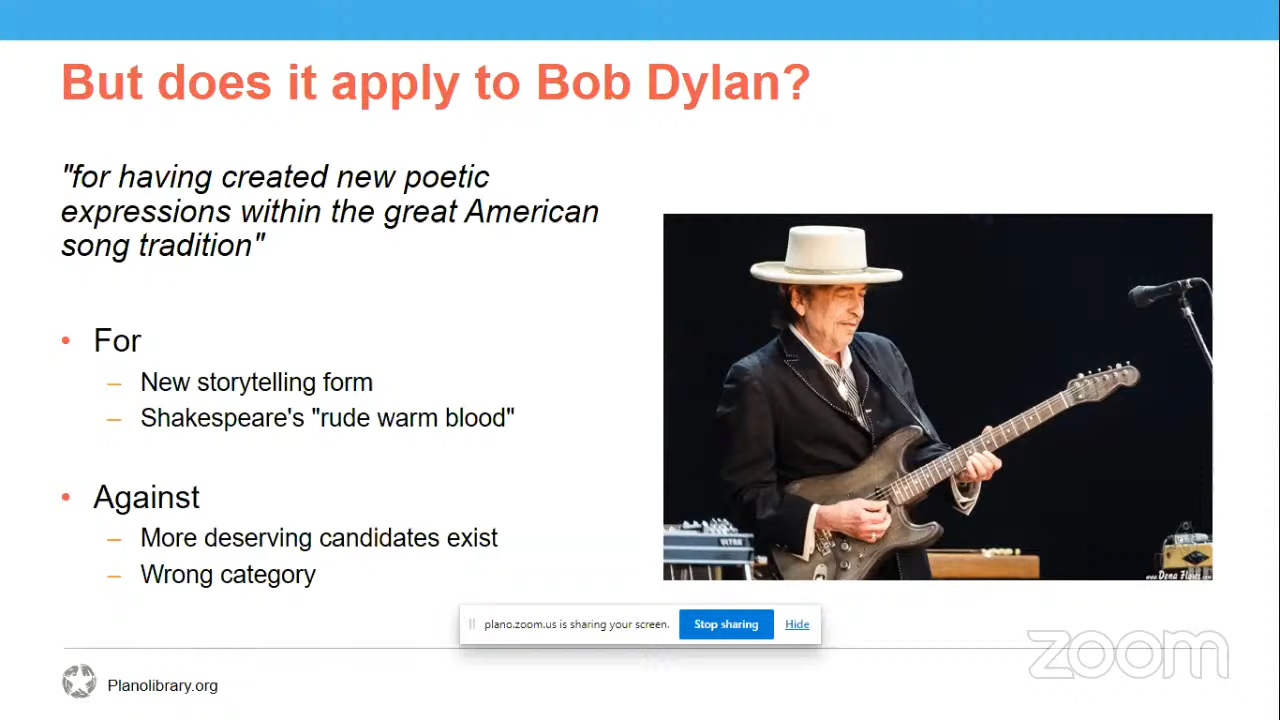 But does it apply to Bob Dylan?
"for having created new poetic
expressions within the great American
song tradition"
• For
– New storytelling form
– Shakespeare's "rude warm blood"
• Against
– More deserving candidates exist
– Wrong category
ULTRA
plano.zoom.us is sharing your screen. Stop sharing Hide
zoom
Planolibrary.org